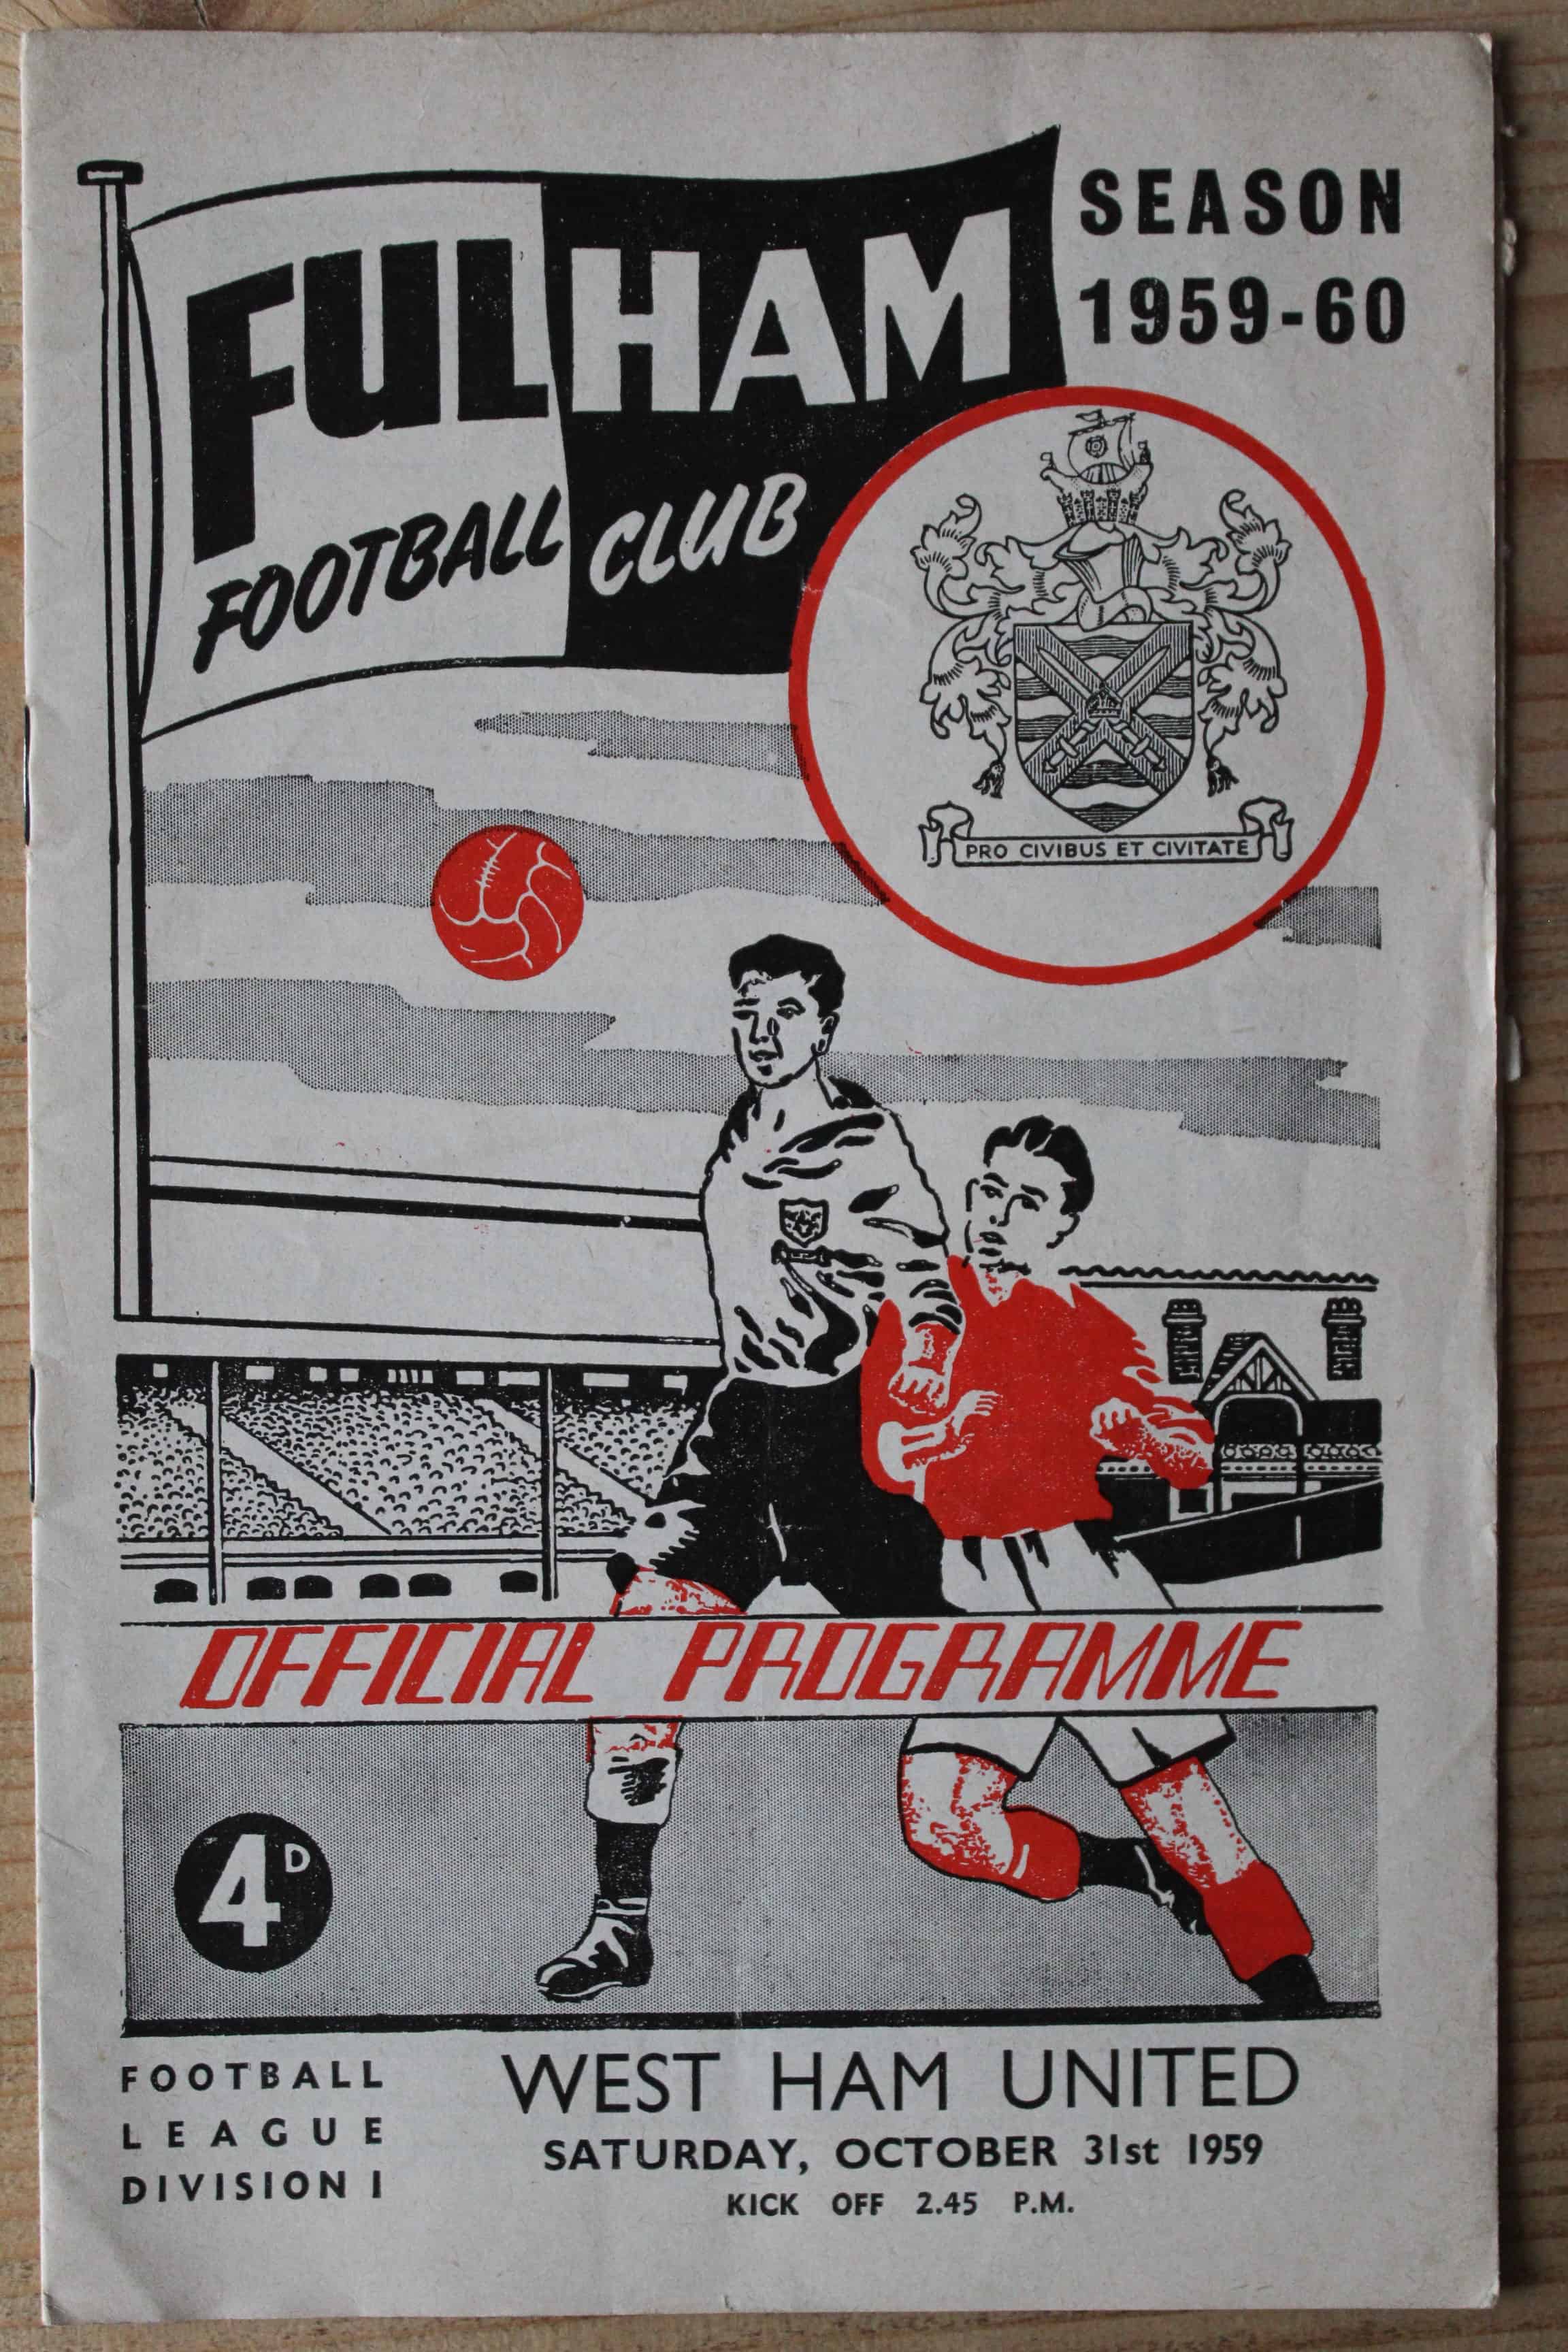 FULHAM
FOOTBALL CLUB
SEASON
1959-60
PRO CIVIBUS ET CIVITATE
OFFICIAL PROGRAMME
4D
FOOTBALL
LEAGUE
DIVISION I
WEST HAM UNITED
SATURDAY, OCTOBER 31st 1959
KICK OFF 2.45 P.M.